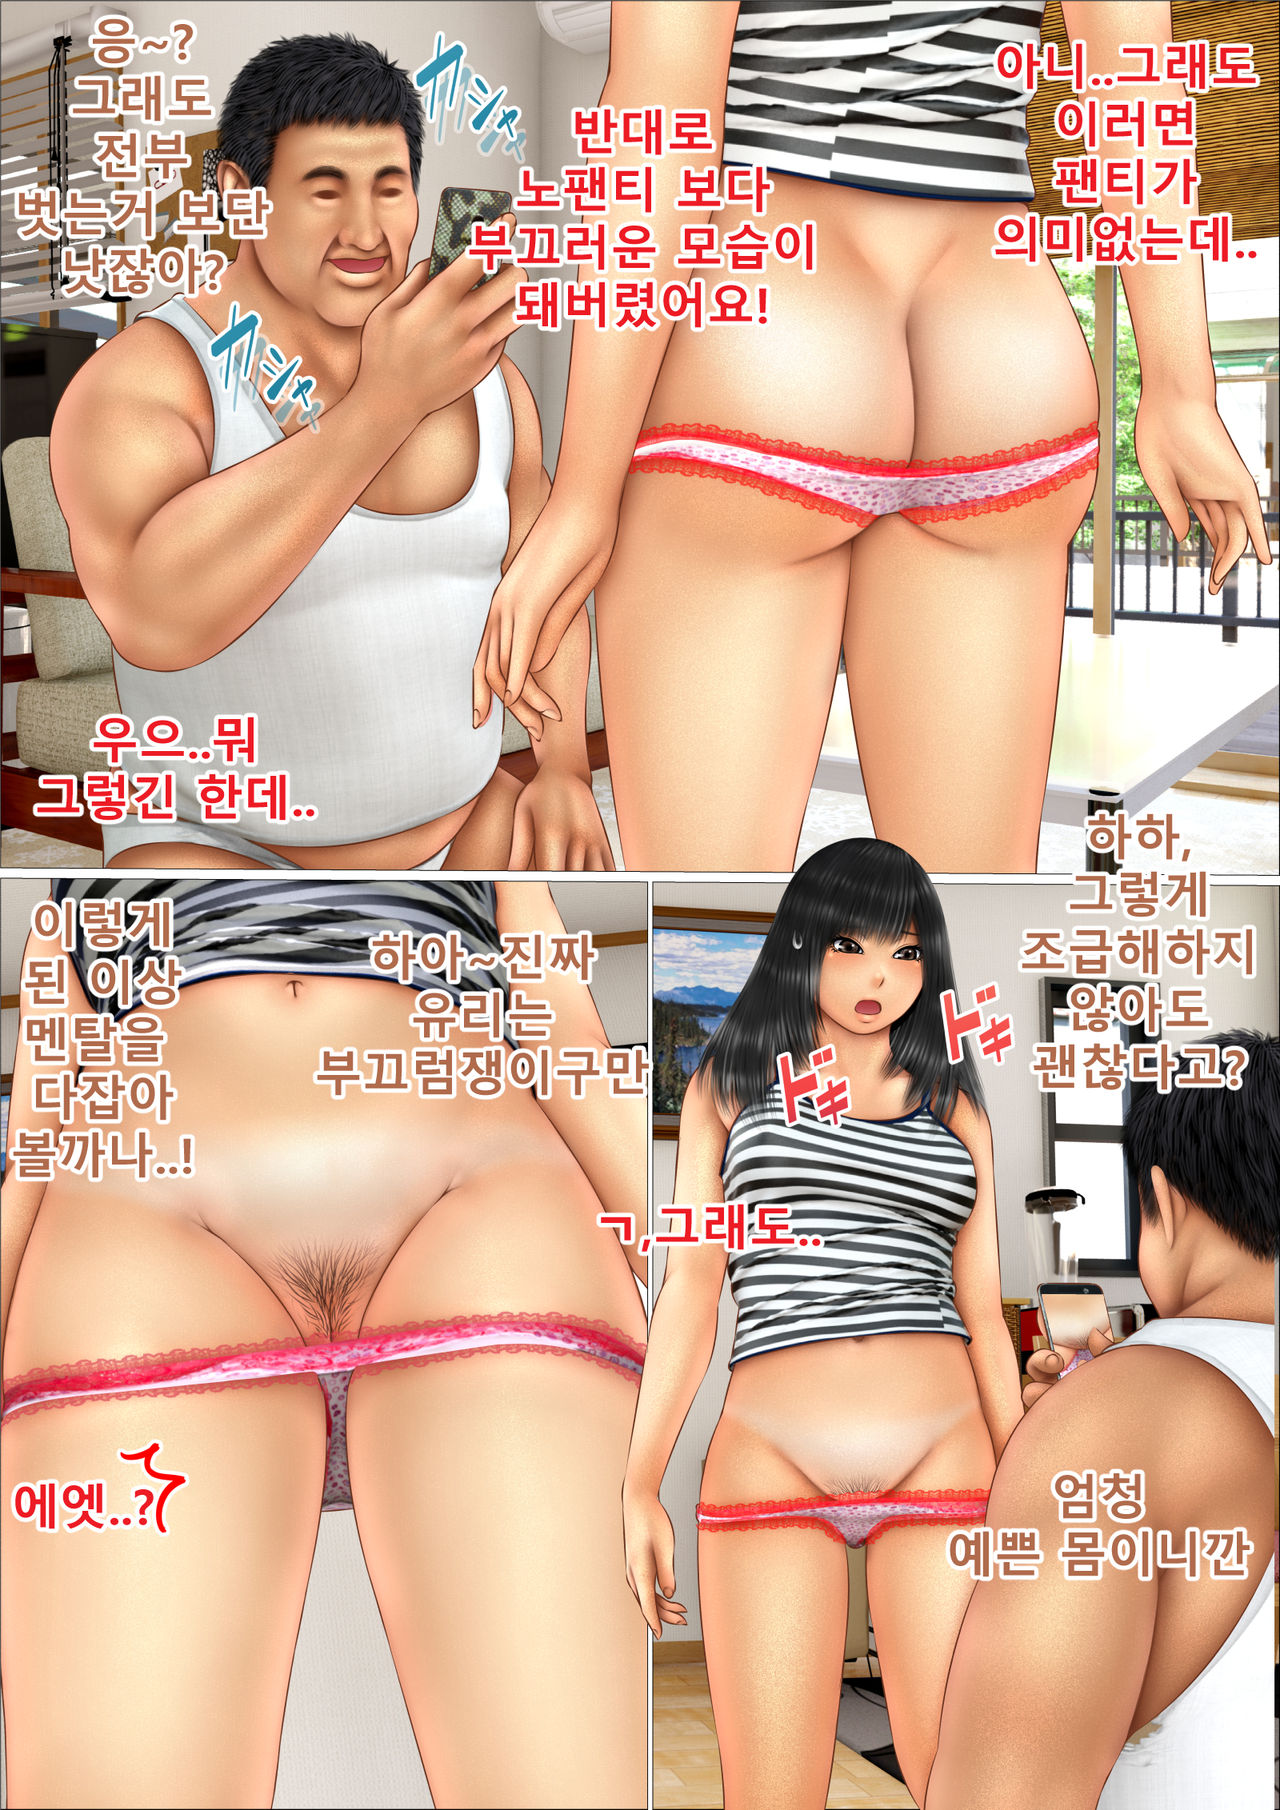 응~?
그래도
전부
벗는거 보단
낫잖아?
カシャッ
반대로
노팬티 보다
부끄러운 모습이
돼버렸어요!
아니..그래도
이러면
팬티가
의미없는데..
カシャッ
우으..뭐
그렇긴 한데..
이렇게
된 이상
멘탈을
다잡아
볼까나..!
하아~진짜
유리는
부끄럼쟁이구만
에엣..?
하하,
그렇게
조급해하지
않아도
괜찮다고?
ドキ
ドキ
ㄱ,그래도..
엄청
예쁜 몸이니깐